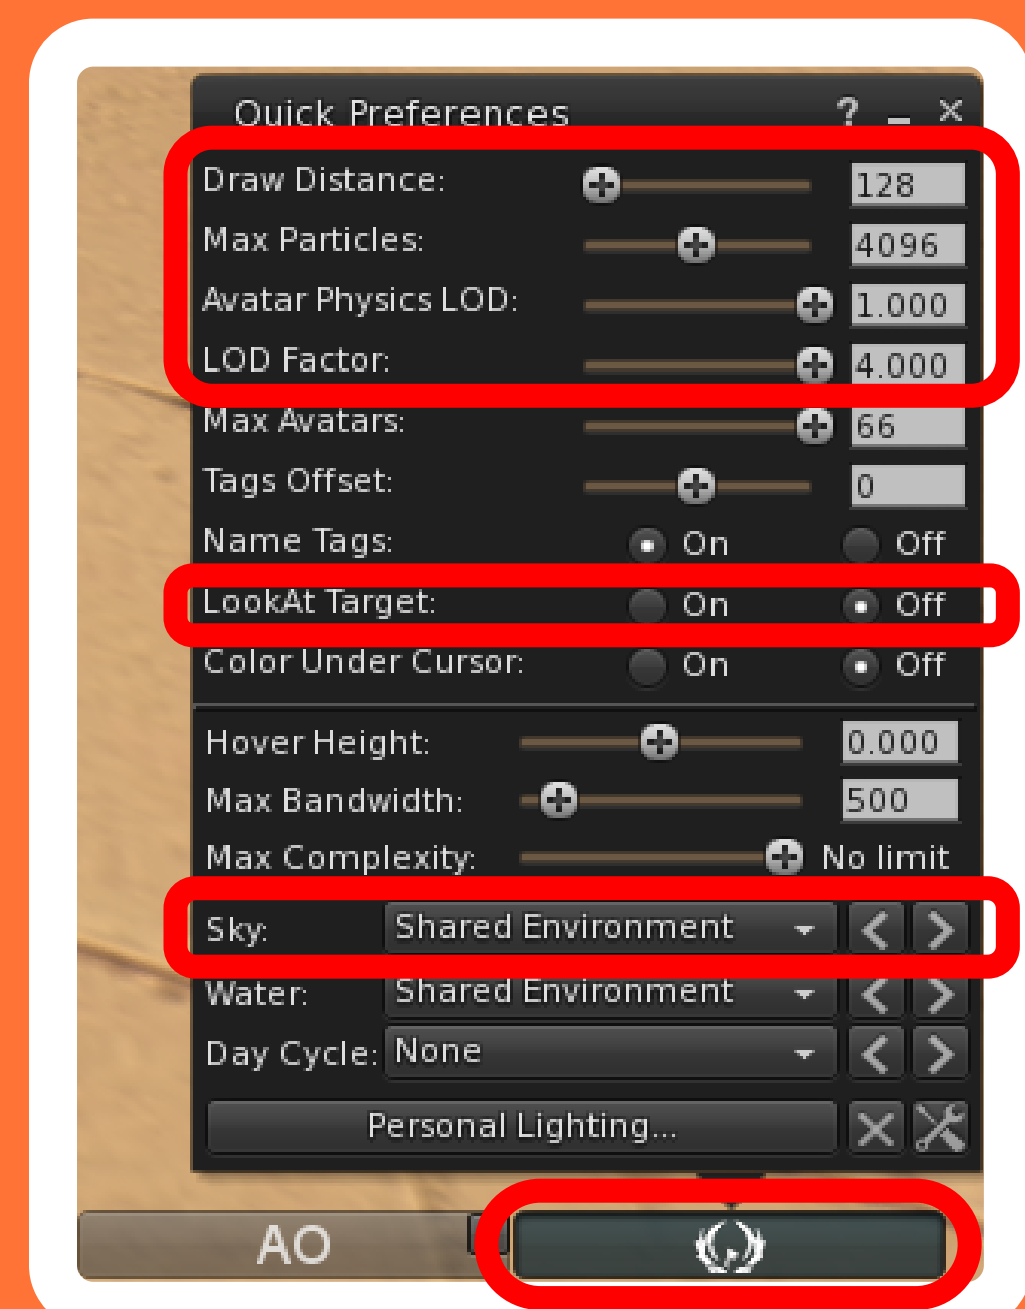 Quick Preferences ? _ ×
Draw Distance: 128
Max Particles: 4096
Avatar Physics LOD: 1.000
LOD Factor: 4.000
Max Avatars: 66
Tags Offset: 0
Name Tags: On Off
LookAt Target: On Off
Color Under Cursor: On Off
Hover Height: 0.000
Max Bandwidth: 500
Max Complexity: No limit
Sky: Shared Environment
Water: Shared Environment
Day Cycle: None
Personal Lighting...
AO